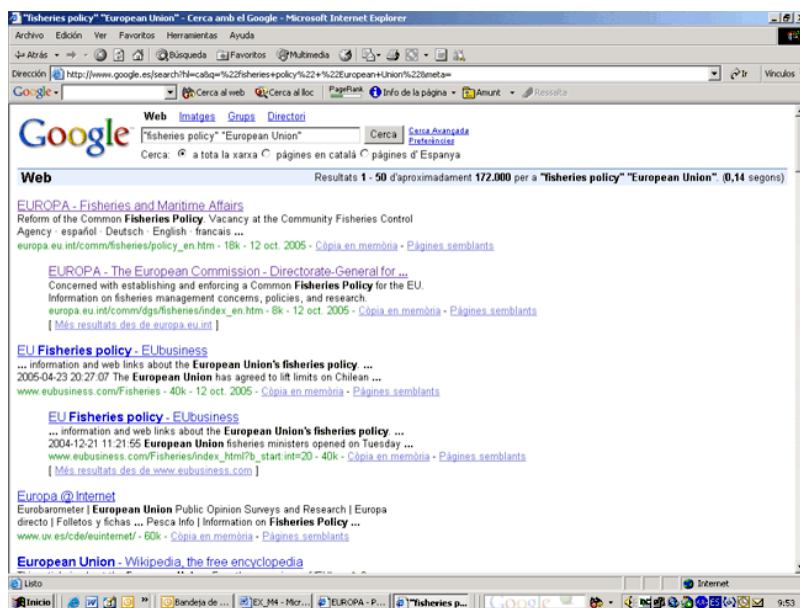 "fisheries policy" "European Union" - Cerca amb el Google - Microsoft Internet Explorer
Archivo Edición Ver Favoritos Herramientas Ayuda
Atrás Búsqueda Favoritos Multimedia
Dirección http://www.google.es/search?hl=ca&q=%22fisheries+policy%22+%22European+Union%22&meta= Ir Vínculos
Google Cerca al web Cerca al lloc PageRank Info de la página Amunt Ressalta
Web Imatges Grups Directori
Google "fisheries policy" "European Union" Cerca Cerca Avançada
Preferències
Cerca: a tota la xarxa pàgines en català pàgines d'Espanya
Web Resultats 1 - 50 d'aproximadament 172.000 per a "fisheries policy" "European Union". (0,14 segons)
EUROPA - Fisheries and Maritime Affairs
Reform of the Common Fisheries Policy. Vacancy at the Community Fisheries Control
Agency · español · Deutsch · English · francais ...
europa.eu.int/comm/fisheries/policy_en.htm - 18k - 12 oct. 2005 - Còpia en memòria - Pàgines semblants
EUROPA - The European Commission - Directorate-General for ...
Concerned with establishing and enforcing a Common Fisheries Policy for the EU.
Information on fisheries management concerns, policies, and research.
europa.eu.int/comm/dgs/fisheries/index_en.htm - 8k - 12 oct. 2005 - Còpia en memòria - Pàgines semblants
[ Més resultats des de europa.eu.int ]
EU Fisheries policy - EUbusiness
... information and web links about the European Union's fisheries policy. ...
2005-04-23 20:27:07 The European Union has agreed to lift limits on Chilean ...
www.eubusiness.com/Fisheries - 40k - 12 oct. 2005 - Còpia en memòria - Pàgines semblants
EU Fisheries policy - EUbusiness
... information and web links about the European Union's fisheries policy. ...
2004-12-21 11:21:55 European Union fisheries ministers opened on Tuesday ...
www.eubusiness.com/Fisheries/index_html?b_start:int=20 - 40k - Còpia en memòria - Pàgines semblants
[ Més resultats des de www.eubusiness.com ]
Europa @ Internet
Eurobarometer | European Union Public Opinion Surveys and Research | Europa
directo | Folletos y fichas ... Pesca Info | Information on Fisheries Policy ...
www.uv.es/cde/euinternet/ - 60k - Còpia en memòria - Pàgines semblants
European Union - Wikipedia, the free encyclopedia
Listo Internet
Inicio Bandeja de ... EX_M4 - Micr... EUROPA - P... "fisheries p... Google ES 9:53